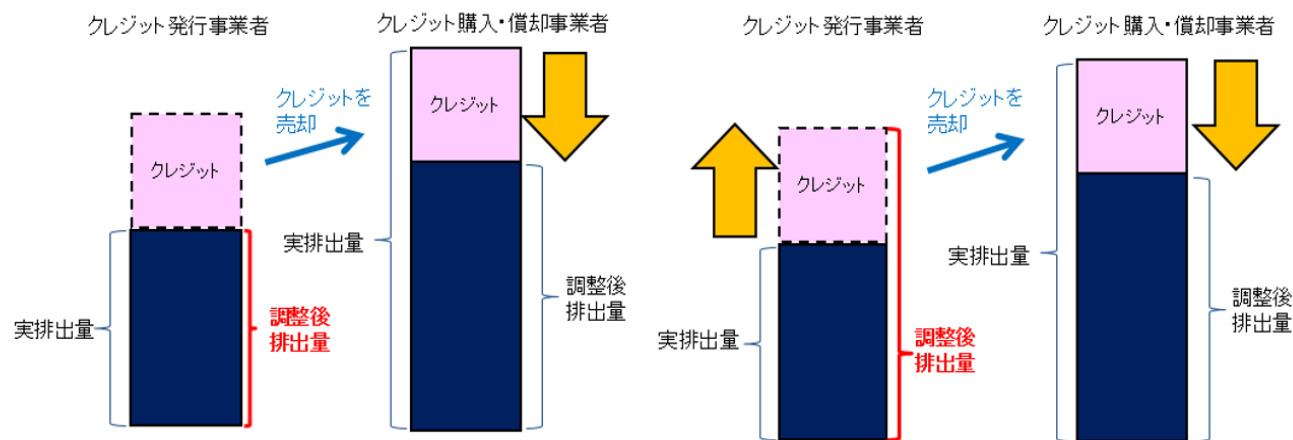 クレジット発行事業者
クレジット購入・償却事業者
クレジットを
売却
クレジット
クレジット
実排出量
調整後
排出量
実排出量
調整後
排出量
クレジット発行事業者
クレジット購入・償却事業者
クレジットを
売却
クレジット
クレジット
実排出量
調整後
排出量
実排出量
調整後
排出量